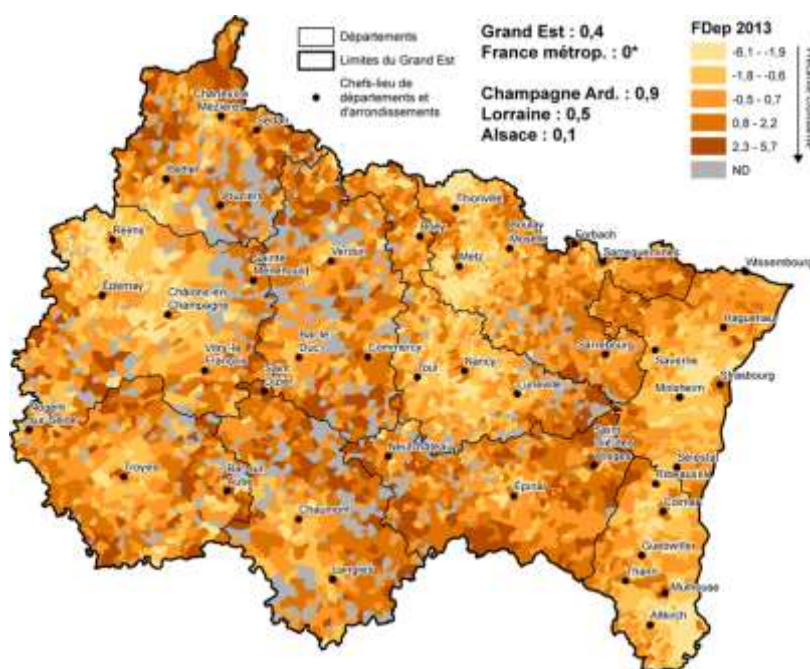 Départements
Limites du Grand Est
Chefs-lieu de
départements et
d'arrondissements
Grand Est : 0,4
France métrop. : 0*
Champagne Ard. : 0,9
Lorraine : 0,5
Alsace : 0,1
FDep 2013
-6,1 - -1,9
-1,8 - -0,6
-0,5 - 0,7
0,8 - 2,2
2,3 - 5,7
ND
Charleville
Mézières
Sedan
Rethel
Vouziers
Reims
Épernay
Châlons-en
Champagne
Sainte
Menehould
Verdun
Briey
Thionville
Metz
Boulay
Moselle
Forbach
Sarreguemines
Wissembourg
Haguenau
Saverne
Strasbourg
Molsheim
Sarrebourg
Vitry-le
François
Saint
Dizier
Bar-le
Duc
Commercy
Toul
Nancy
Lunéville
Nogent
sur-Seine
Troyes
Bar-sur
Aube
Chaumont
Langres
Neufchâteau
Épinal
Saint
Dié-des
Vosges
Sélestat
Ribeauvillé
Colmar
Guebwiller
Thann
Mulhouse
Altkirch